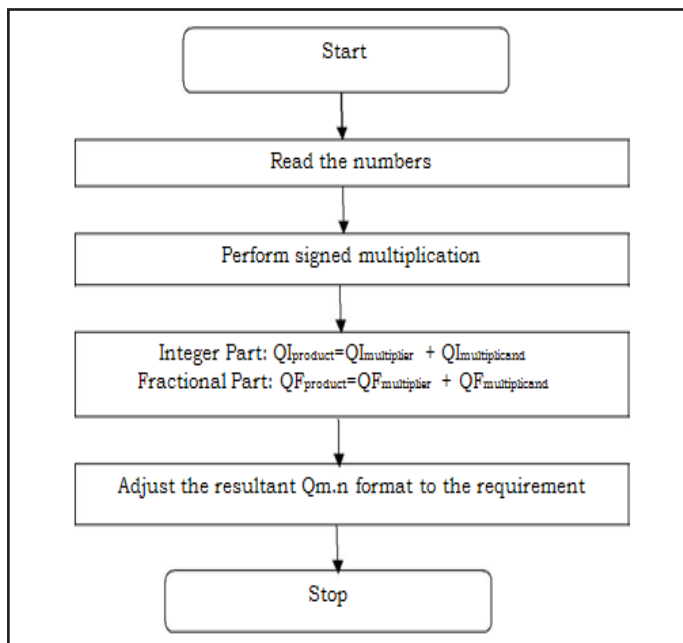 Start
Read the numbers
Perform signed multiplication
Integer Part: QIproduct=QImultiplier + QImultiplicand
Fractional Part: QFproduct=QFmultiplier + QFmultiplicand
Adjust the resultant Qm.n format to the requirement
Stop